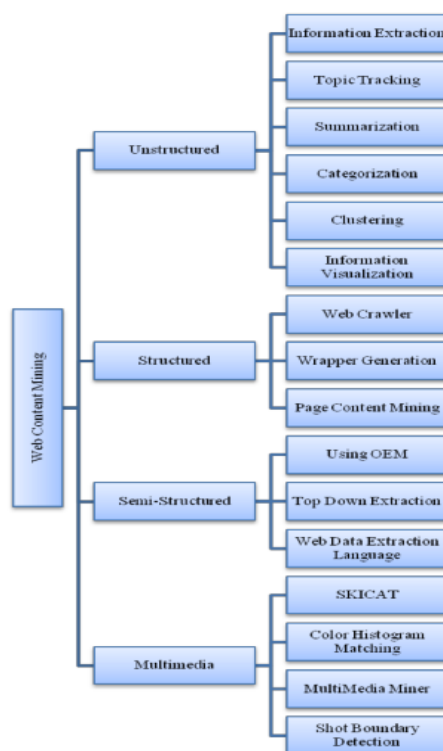 Web Content Mining
Unstructured
Information Extraction
Topic Tracking
Summarization
Categorization
Clustering
Information
Visualization
Structured
Web Crawler
Wrapper Generation
Page Content Mining
Semi-Structured
Using OEM
Top Down Extraction
Web Data Extraction
Language
Multimedia
SKICAT
Color Histogram
Matching
MultiMedia Miner
Shot Boundary
Detection